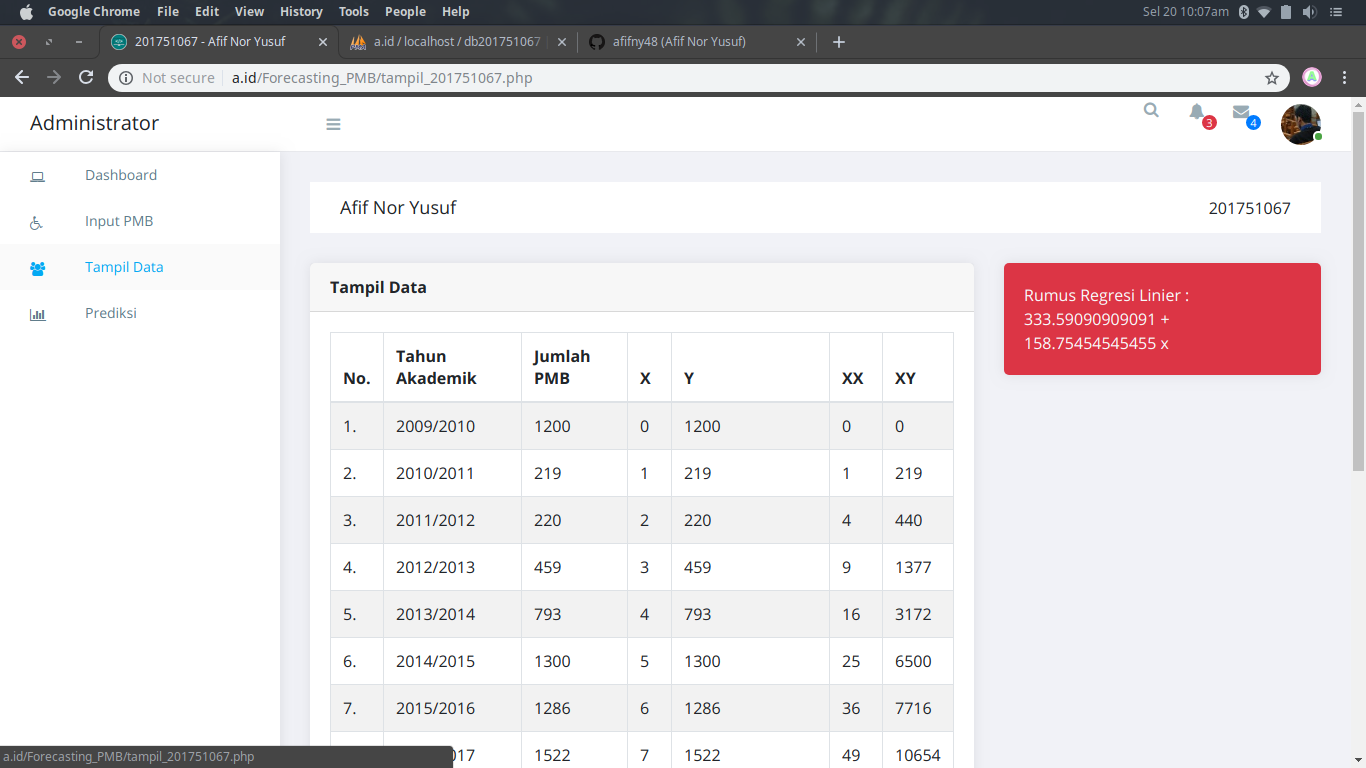 Google Chrome File Edit View History Tools People Help Sel 20 10:07am
201751067 - Afif Nor Yusuf a.id / localhost / db201751067 afifny48 (Afif Nor Yusuf)
Not secure a.id/Forecasting_PMB/tampil_201751067.php
Administrator 3 4
Dashboard
Input PMB
Tampil Data
Prediksi
Afif Nor Yusuf 201751067
Tampil Data
No. Tahun Akademik Jumlah PMB X Y XX XY
1. 2009/2010 1200 0 1200 0 0
2. 2010/2011 219 1 219 1 219
3. 2011/2012 220 2 220 4 440
4. 2012/2013 459 3 459 9 1377
5. 2013/2014 793 4 793 16 3172
6. 2014/2015 1300 5 1300 25 6500
7. 2015/2016 1286 6 1286 36 7716
017 1522 7 1522 49 10654
Rumus Regresi Linier :
333.59090909091 +
158.75454545455 x
a.id/Forecasting_PMB/tampil_201751067.php